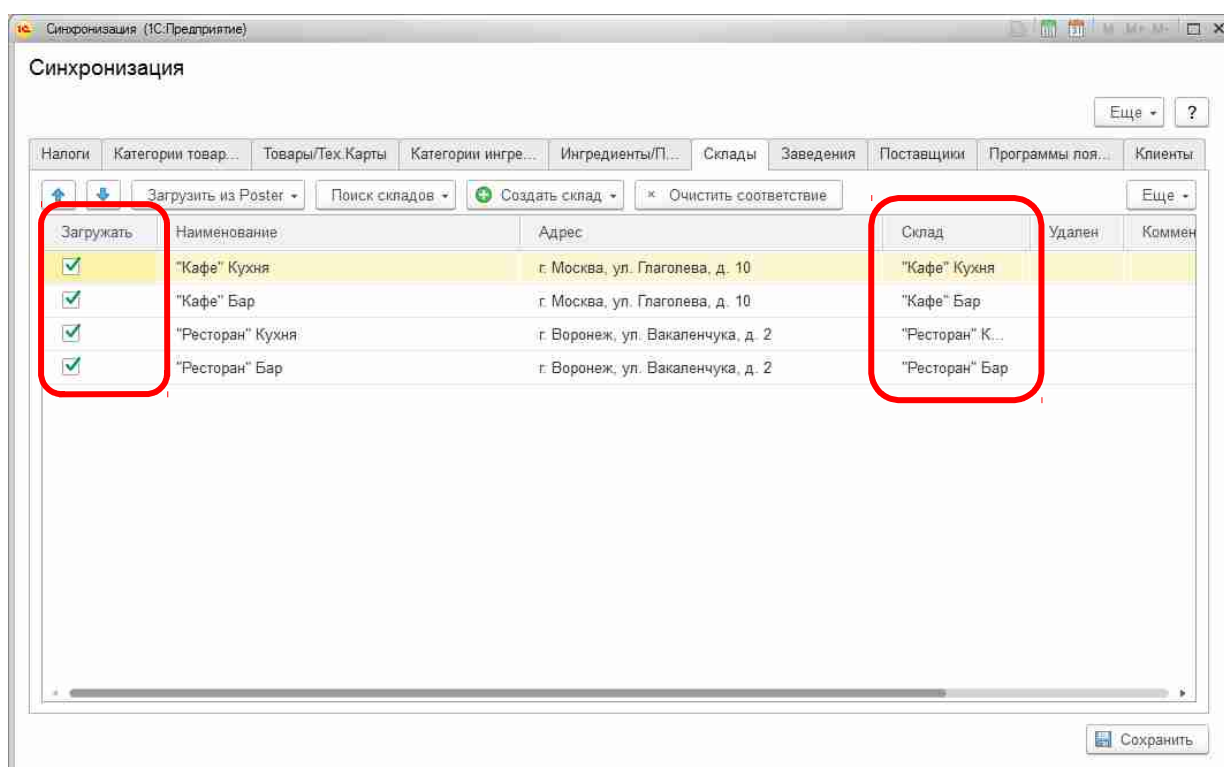 1С Синхронизация (1С:Предприятие) 31 M M+ M-
Синхронизация
Еще ?
Налоги Категории товар... Товары/Тех.Карты Категории ингре... Ингредиенты/П... Склады Заведения Поставщики Программы лоя... Клиенты
Загрузить из Poster Поиск складов Создать склад Очистить соответствие Еще
Загружать Наименование Адрес Склад Удален Коммен
"Кафе" Кухня г. Москва, ул. Глаголева, д. 10 "Кафе" Кухня
"Кафе" Бар г. Москва, ул. Глаголева, д. 10 "Кафе" Бар
"Ресторан" Кухня г. Воронеж, ул. Вакаленчука, д. 2 "Ресторан" К...
"Ресторан" Бар г. Воронеж, ул. Вакаленчука, д. 2 "Ресторан" Бар
Сохранить